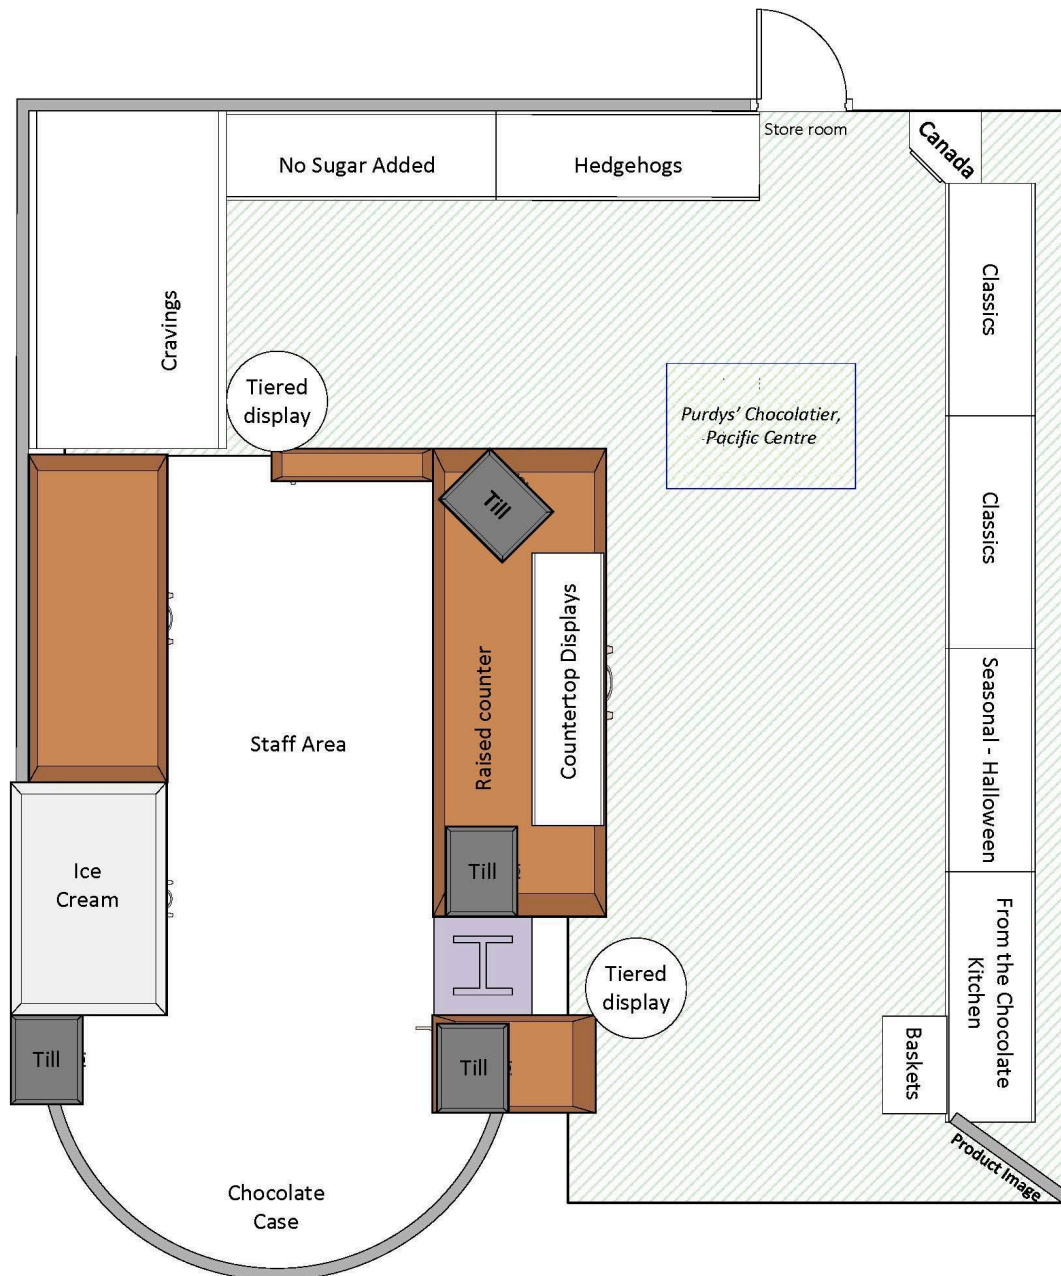 Store room
Canada
No Sugar Added
Hedgehogs
Classics
Cravings
Tiered
display
Purdys' Chocolatier,
Pacific Centre
Till
Classics
Countertop Displays
Raised counter
Staff Area
Seasonal - Halloween
Ice
Cream
Till
From the Chocolate
Kitchen
Tiered
display
Till
Till
Baskets
Product Image
Chocolate
Case